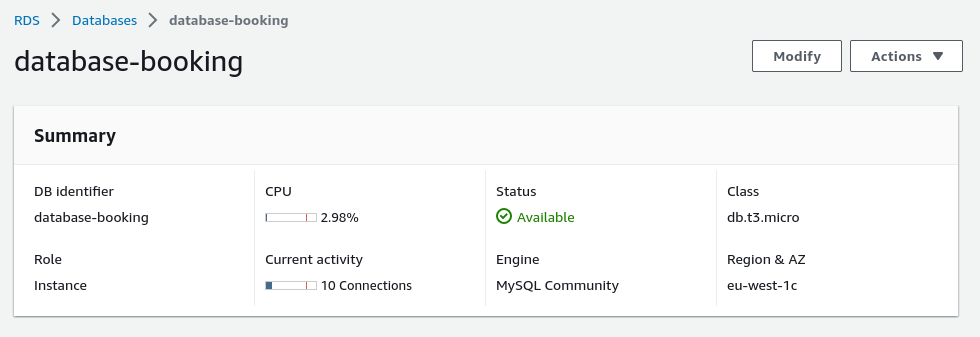 RDS > Databases > database-booking
database-booking
Modify
Actions ▼
Summary
DB identifier
database-booking
CPU
2.98%
Status
Available
Class
db.t3.micro
Role
Instance
Current activity
10 Connections
Engine
MySQL Community
Region & AZ
eu-west-1c